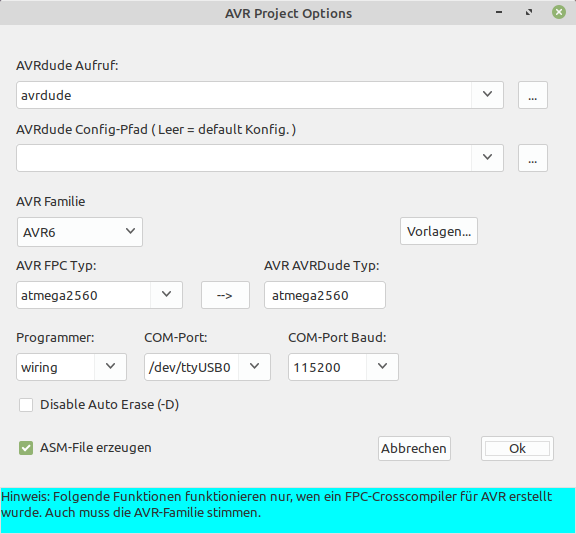 AVR Project Options
AVRdude Aufruf:
avrdude
...
AVRdude Config-Pfad ( Leer = default Konfig. )
...
AVR Familie
AVR6
Vorlagen...
AVR FPC Typ:
AVR AVRDude Typ:
atmega2560
-->
atmega2560
Programmer:
COM-Port:
COM-Port Baud:
wiring
/dev/ttyUSB0
115200
Disable Auto Erase (-D)
ASM-File erzeugen
Abbrechen
Ok
Hinweis: Folgende Funktionen funktionieren nur, wen ein FPC-Crosscompiler für AVR erstellt
wurde. Auch muss die AVR-Familie stimmen.